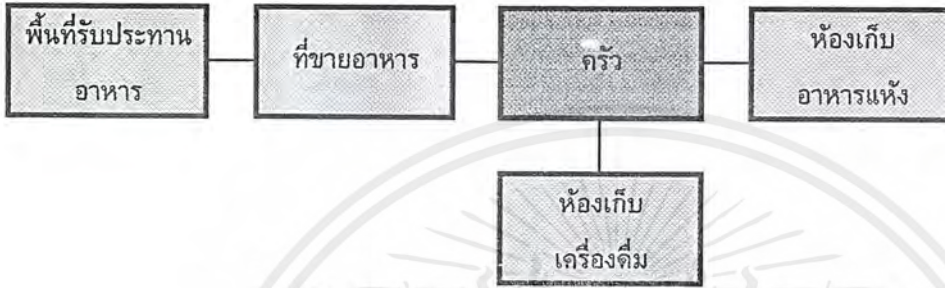 พื้นที่รับประทาน
อาหาร
ที่ขายอาหาร
ครัว
ห้องเก็บ
อาหารแห้ง
ห้องเก็บ
เครื่องดื่ม